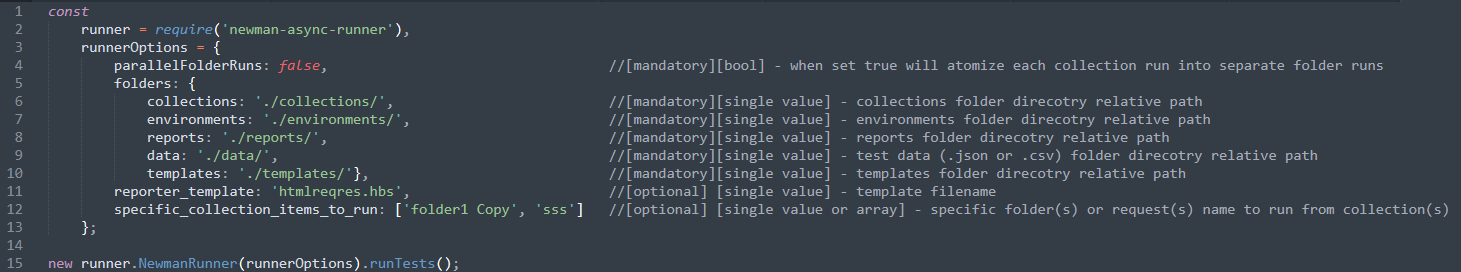 1 const
2 runner = require('newman-async-runner'),
3 runnerOptions = {
4 parallelFolderRuns: false, //[mandatory][bool] - when set true will atomize each collection run into separate folder runs
5 folders: {
6 collections: './collections/', //[mandatory][single value] - collections folder direcotry relative path
7 environments: './environments/', //[mandatory][single value] - environments folder direcotry relative path
8 reports: './reports/', //[mandatory][single value] - reports folder direcotry relative path
9 data: './data/', //[mandatory][single value] - test data (.json or .csv) folder direcotry relative path
10 templates: './templates/'}, //[mandatory][single value] - templates folder direcotry relative path
11 reporter_template: 'htmlreqres.hbs', //[optional] [single value] - template filename
12 specific_collection_items_to_run: ['folder1 Copy', 'sss'] //[optional] [single value or array] - specific folder(s) or request(s) name to run from collection(s)
13 };
14
15 new runner.NewmanRunner(runnerOptions).runTests();